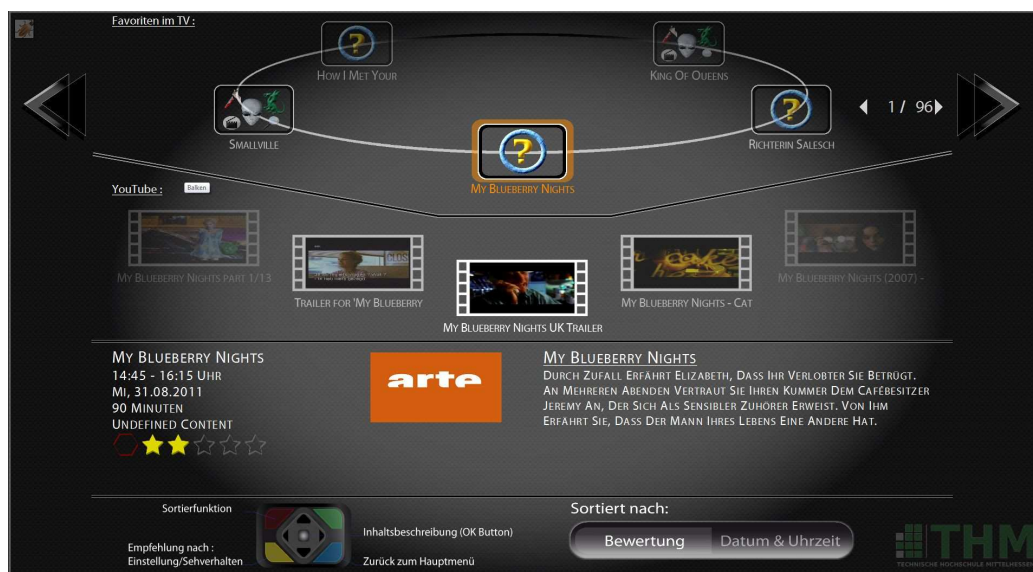 Favoriten im TV :
How I Met Your
King Of Queens
Smallville
Richterin Salesch
1 / 96
My Blueberry Nights
YouTube :
Balken
My Blueberry Nights part 1/13
Trailer for 'My Blueberry
My Blueberry Nights UK Trailer
My Blueberry Nights - Cat
My Blueberry Nights (2007) -
My Blueberry Nights
14:45 - 16:15 Uhr
Mi, 31.08.2011
90 Minuten
Undefined Content
arte
My Blueberry Nights
Durch Zufall Erfährt Elizabeth, Dass Ihr Verlobter Sie Betrügt.
An Mehreren Abenden Vertraut Sie Ihren Kummer Dem Cafébesitzer
Jeremy An, Der Sich Als Sensibler Zuhörer Erweist. Von Ihm
Erfährt Sie, Dass Der Mann Ihres Lebens Eine Andere Hat.
Sortierfunktion
Inhaltsbeschreibung (OK Button)
Empfehlung nach :
Einstellung/Sehverhalten
Zurück zum Hauptmenü
Sortiert nach:
Bewertung
Datum & Uhrzeit
THM
TECHNISCHE HOCHSCHULE MITTELHESSEN